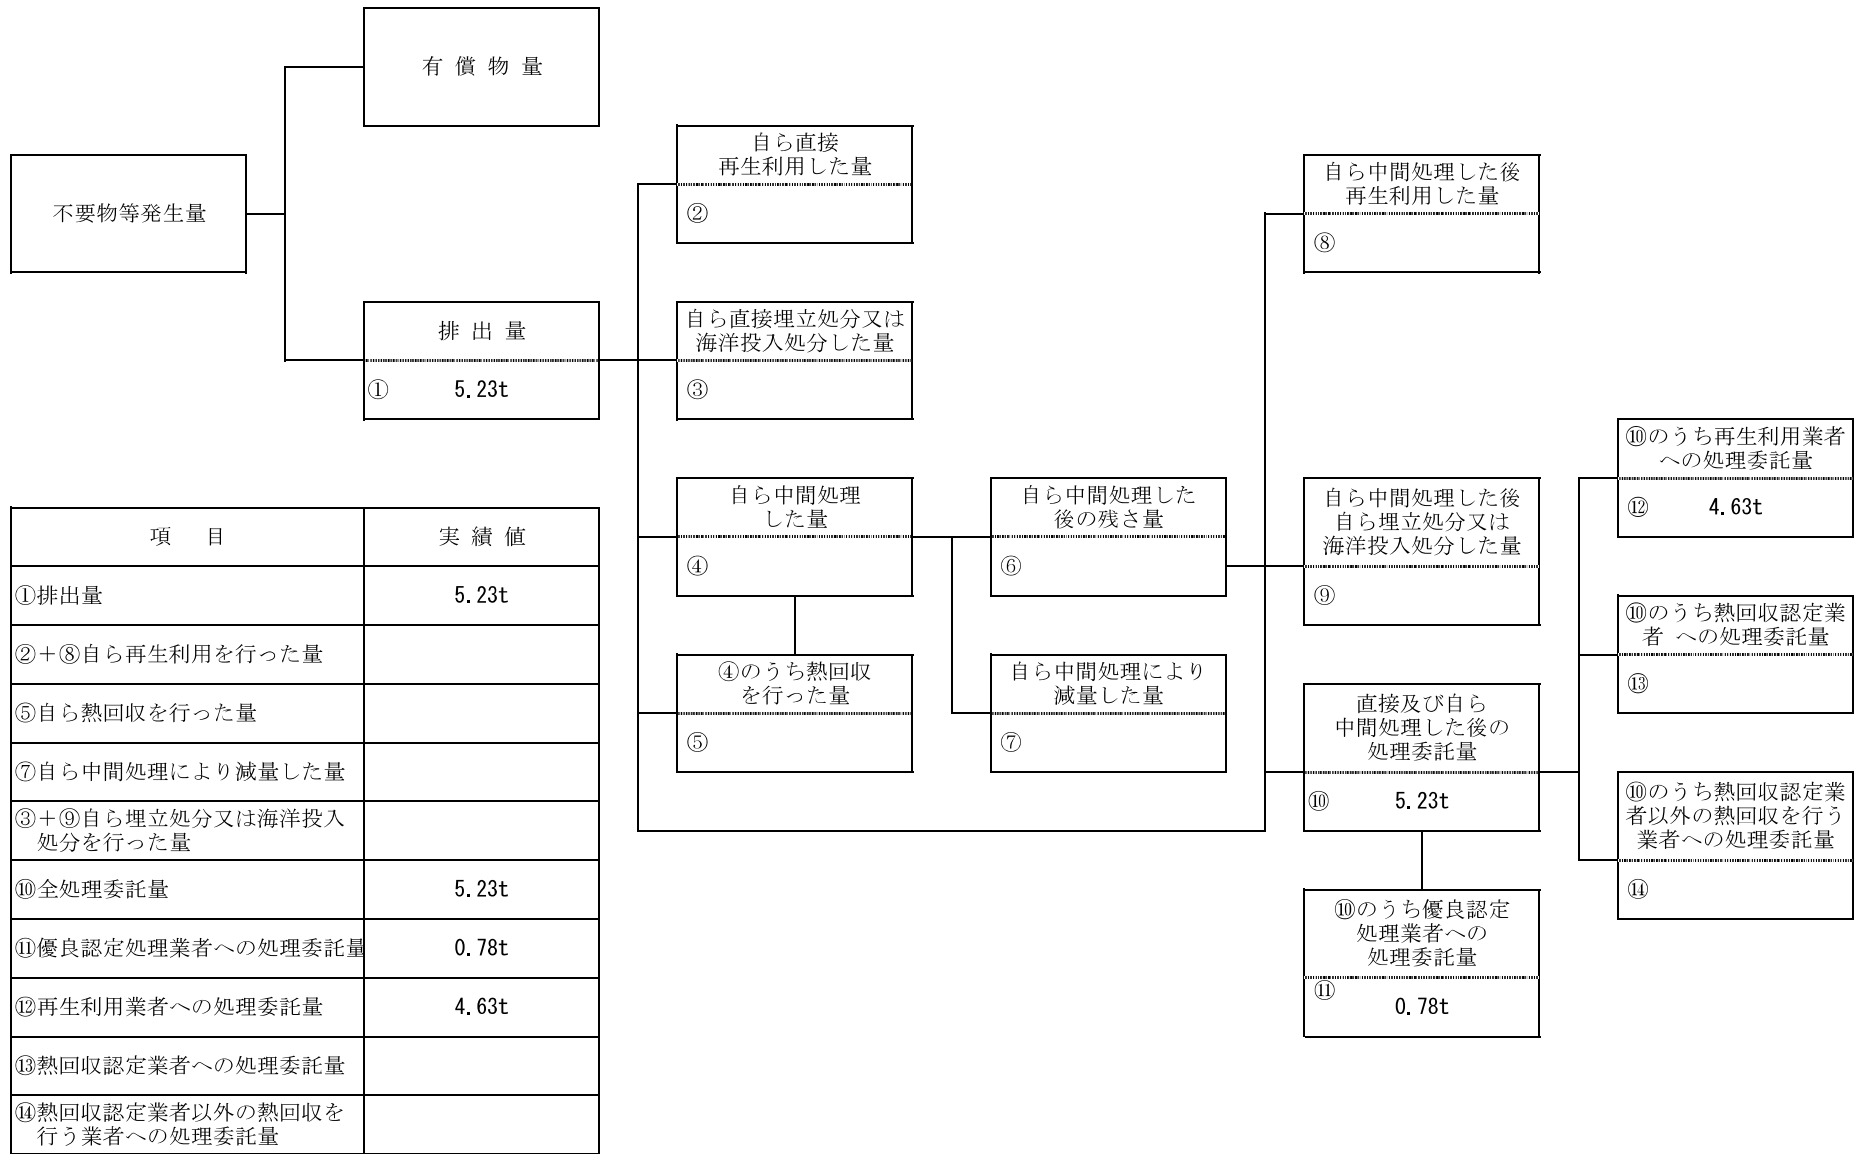 有償物量
不要物等発生量
排出量
① 5.23t
自ら直接
再生利用した量
②
自ら直接埋立処分又は
海洋投入処分した量
③
自ら中間処理
した量
④
④のうち熱回収
を行った量
⑤
自ら中間処理した
後の残さ量
⑥
自ら中間処理により
減量した量
⑦
自ら中間処理した後
再生利用した量
⑧
自ら中間処理した後
自ら埋立処分又は
海洋投入処分した量
⑨
直接及び自ら
中間処理した後の
処理委託量
⑩ 5.23t
⑩のうち優良認定
処理業者への
処理委託量
⑪
0.78t
⑩のうち再生利用業者
への処理委託量
⑫ 4.63t
⑩のうち熱回収認定業
者 への処理委託量
⑬
⑩のうち熱回収認定業
者以外の熱回収を行う
業者への処理委託量
⑭
項 目 実績値
①排出量 5.23t
②＋⑧自ら再生利用を行った量
⑤自ら熱回収を行った量
⑦自ら中間処理により減量した量
③＋⑨自ら埋立処分又は海洋投入
処分を行った量
⑩全処理委託量 5.23t
⑪優良認定処理業者への処理委託量 0.78t
⑫再生利用業者への処理委託量 4.63t
⑬熱回収認定業者への処理委託量
⑭熱回収認定業者以外の熱回収を
行う業者への処理委託量